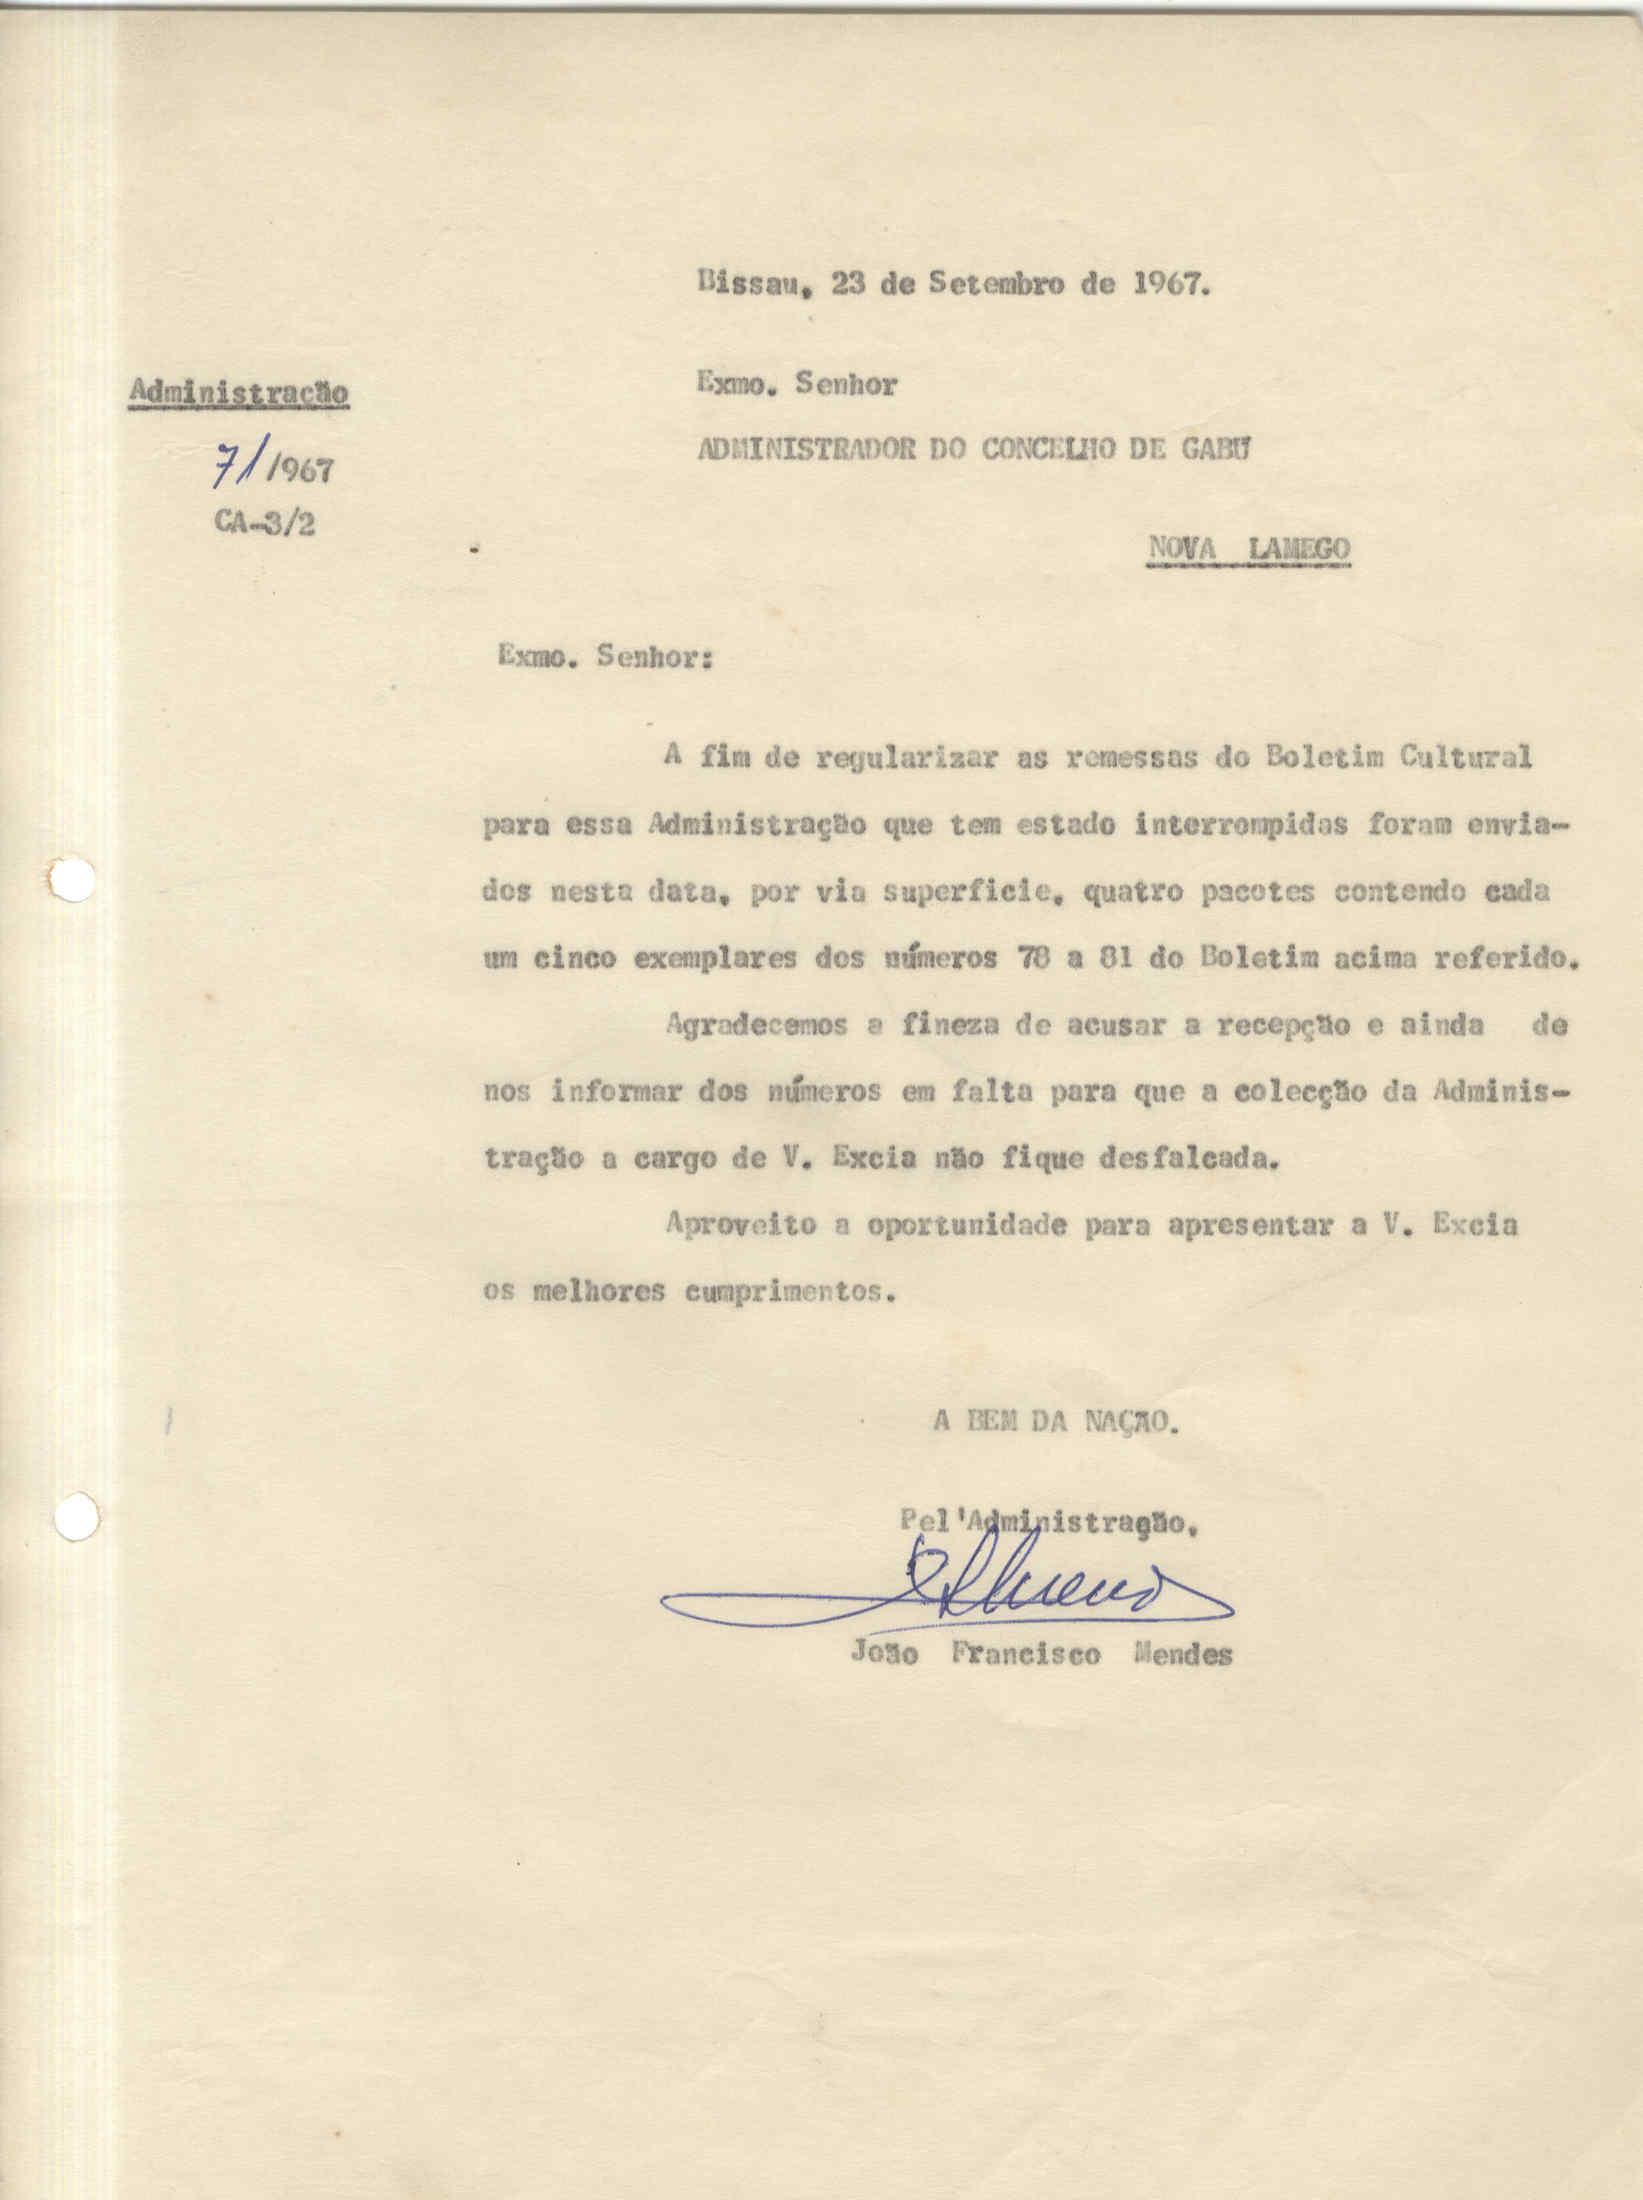 Bissau, 23 de Setembro de 1967.
Administração
Exmo. Senhor
7/ /967
ADMINISTRADOR DO CONCELHO DE GABÚ
CA-3/2
NOVA LAMEGO
Exmo. Senhor:
A fim de regularizar as remessas do Boletim Cultural
para essa Administração que tem estado interrompidas foram envia-
dos nesta data, por via superficie, quatro pacotes contendo cada
um cinco exemplares dos números 78 a 81 do Boletim acima referido.
Agradecemos a fineza de acusar a recepção e ainda de
nos informar dos números em falta para que a colecção da Adminis-
tração a cargo de V. Excia não fique desfalcada.
Aproveito a oportunidade para apresentar a V. Excia
os melhores cumprimentos.
A BEM DA NAÇÃO.
Pel'Administração,
João Francisco Mendes